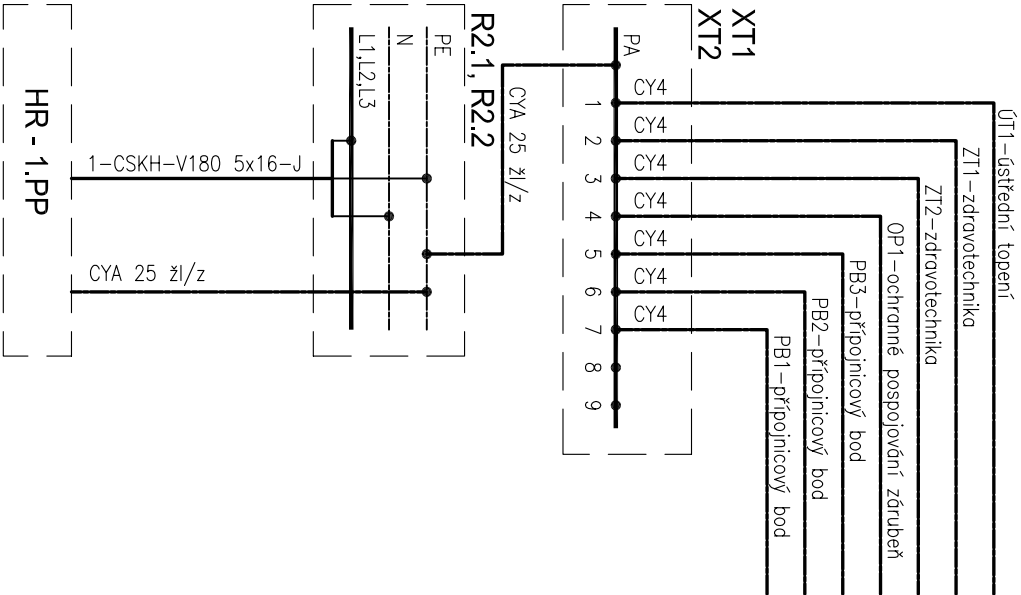 XT1
XT2
PA
CY4
CY4
CY4
CY4
CY4
CY4
CY4
1
2
3
4
5
6
7
8
9
ÚT1-ústřední topení
ZT1-zdravotechnika
ZT2-zdravotechnika
OP1-ochranné pospojování zárubeň
PB3-přípojnicový bod
PB2-přípojnicový bod
PB1-přípojnicový bod
R2.1, R2.2
CYA 25 žl/z
PE
N
L1,L2,L3
1-CSKH-V180 5x16-J
CYA 25 žl/z
HR - 1.PP